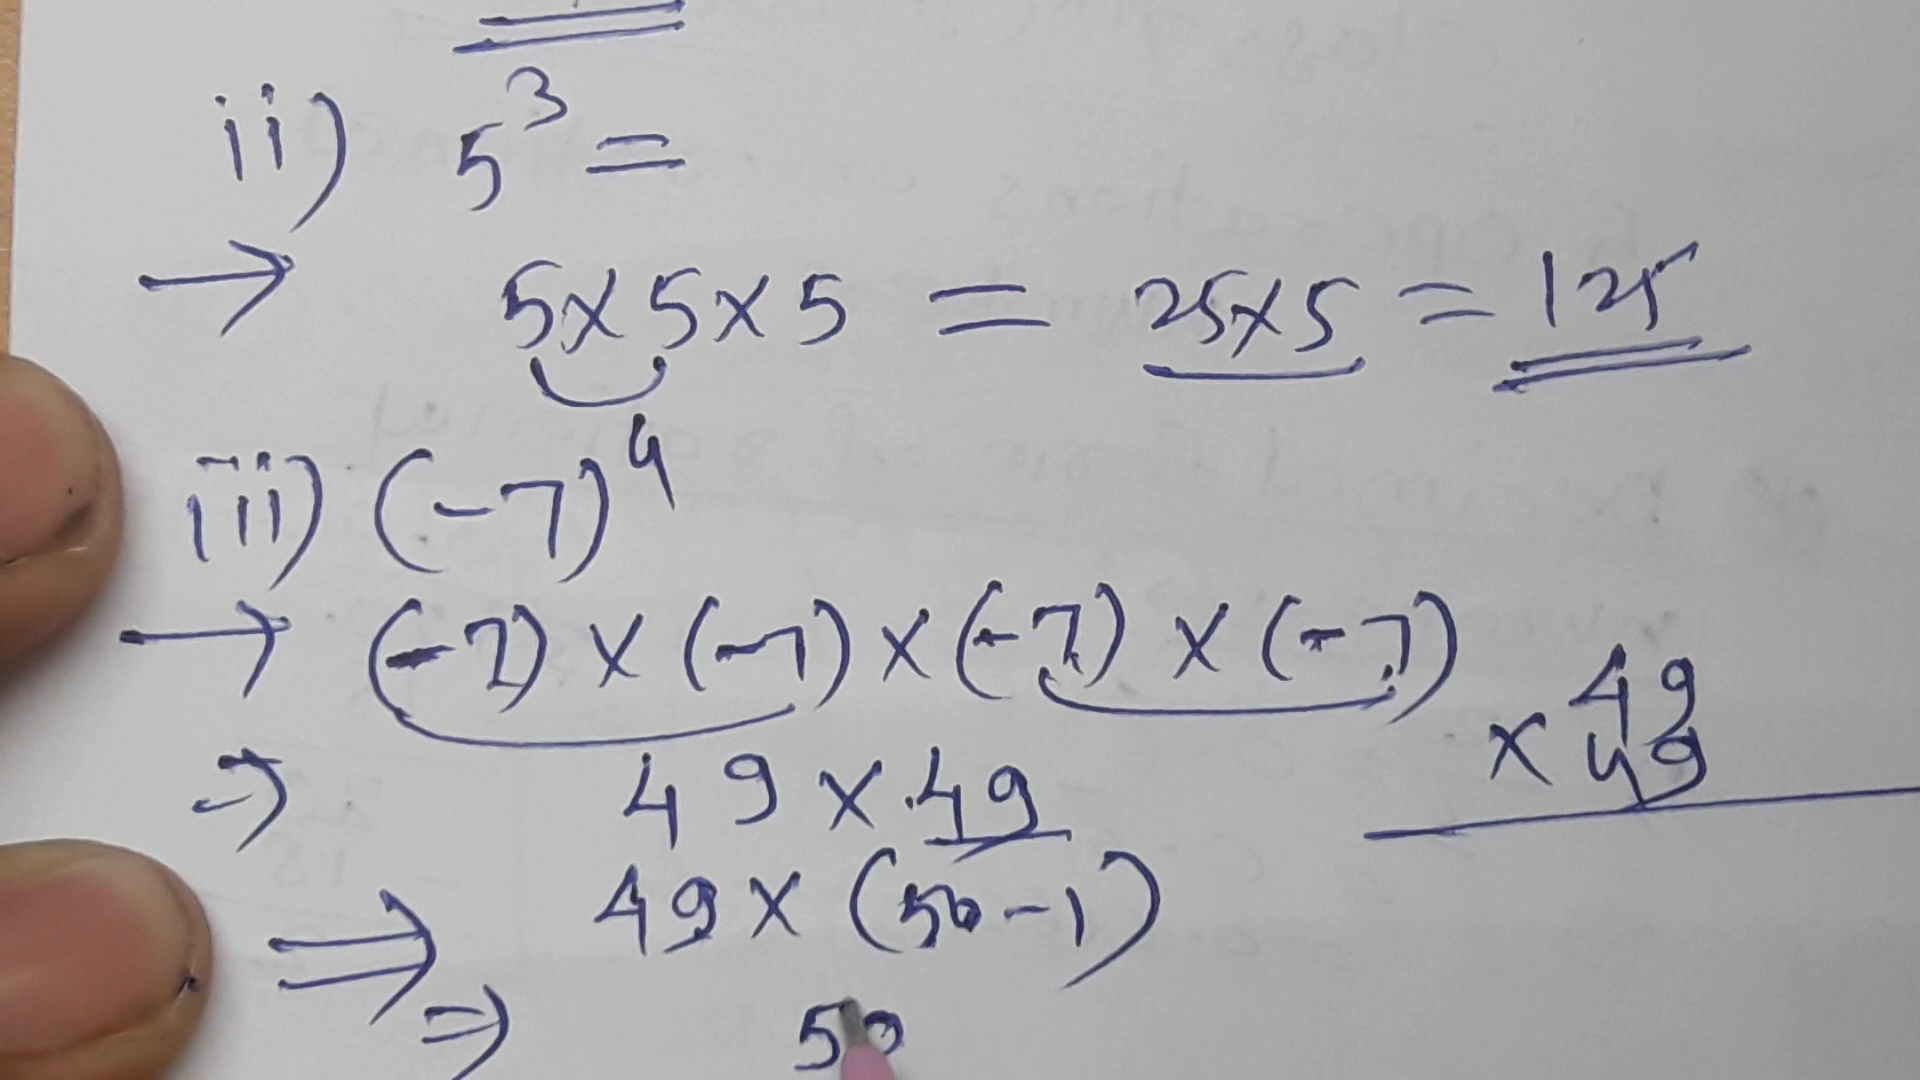 ii) 5³ =
→ 5×5×5 = 25×5 = 125
iii) (-7)⁴
→ (-7) × (-7) × (-7) × (-7)
⇒ 49 × 49
× 49
49
⇒ 49 × (50-1)
⇒ 50